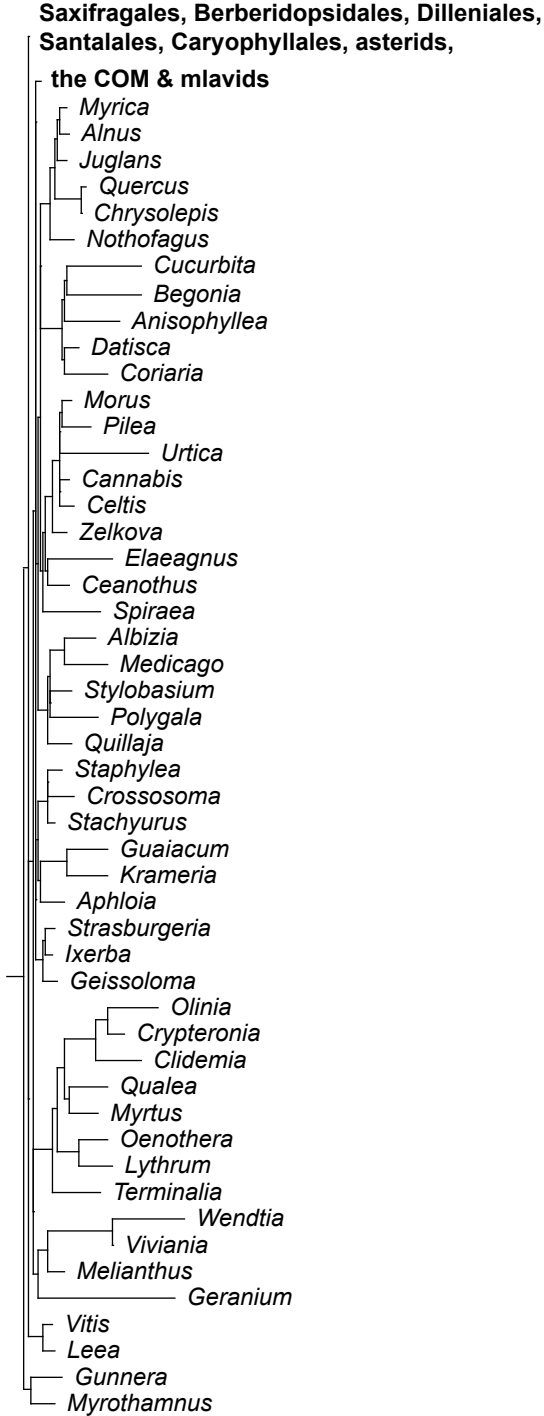 Saxifragales, Berberidopsidales, Dilleniales,
Santalales, Caryophyllales, asterids,
the COM & mlavids
Myrica
Alnus
Juglans
Quercus
Chrysolepis
Nothofagus
Cucurbita
Begonia
Anisophyllea
Datisca
Coriaria
Morus
Pilea
Urtica
Cannabis
Celtis
Zelkova
Elaeagnus
Ceanothus
Spiraea
Albizia
Medicago
Stylobasium
Polygala
Quillaja
Staphylea
Crossosoma
Stachyurus
Guaiacum
Krameria
Aphloia
Strasburgeria
Ixerba
Geissoloma
Olinia
Crypteronia
Clidemia
Qualea
Myrtus
Oenothera
Lythrum
Terminalia
Wendtia
Viviania
Melianthus
Geranium
Vitis
Leea
Gunnera
Myrothamnus